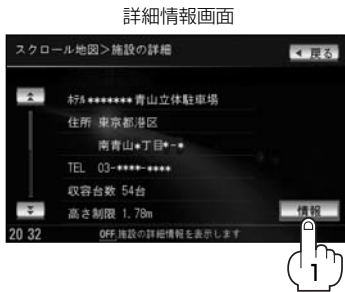 詳細情報画面
スクロール地図＞施設の詳細
◀ 戻る
ﾎﾃﾙ＊＊＊＊＊＊＊青山立体駐車場
住所 東京都港区
南青山＊丁目＊-＊
TEL 03-＊＊＊＊-＊＊＊＊
収容台数 54台
高さ制限 1.78m
情報
20 32
OFF 施設の詳細情報を表示します
1